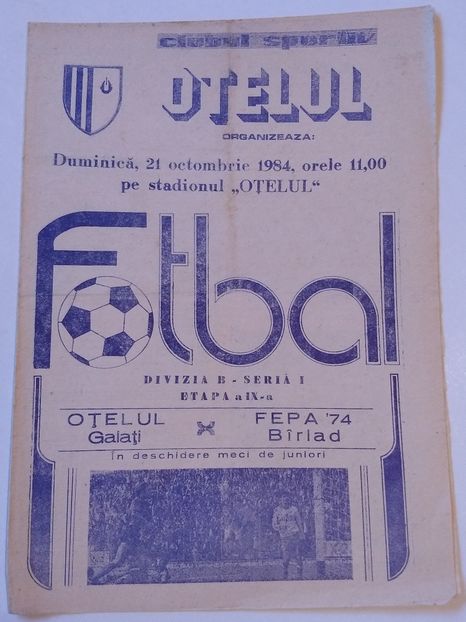 clubul sportiv
OȚELUL
ORGANIZEAZĂ:
Duminică, 21 octombrie 1984, orele 11,00
pe stadionul „OȚELUL“
fotbal
DIVIZIA B - SERIA I
ETAPA a IX-a
OȚELUL x FEPA '74
Galați Bîrlad
În deschidere meci de juniori